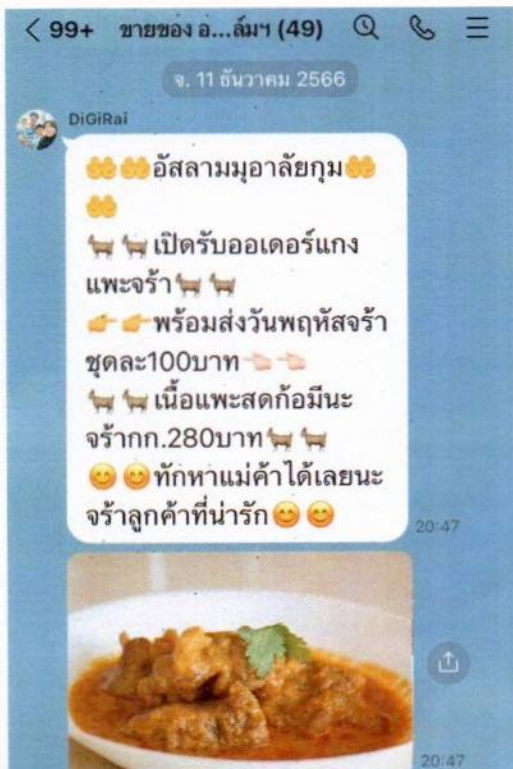 99+ ขายของ อ...ล์มฯ (49)
จ. 11 ธันวาคม 2566
DiGiRai
🤲🤲อัสลามมุอาลัยกุม🤲
🤲
🐐🐐เปิดรับออเดอร์แกง
แพะจร้า🐐🐐
👉👉พร้อมส่งวันพฤหัสจร้า
ชุดละ100บาท👈🏻👈🏻
🐐🐐เนื้อแพะสดก้อมีนะ
จร้ากก.280บาท🐐🐐
😊😊ทักหาแม่ค้าได้เลยนะ
จร้าลูกค้าที่น่ารัก😊😊
20:47
20:47